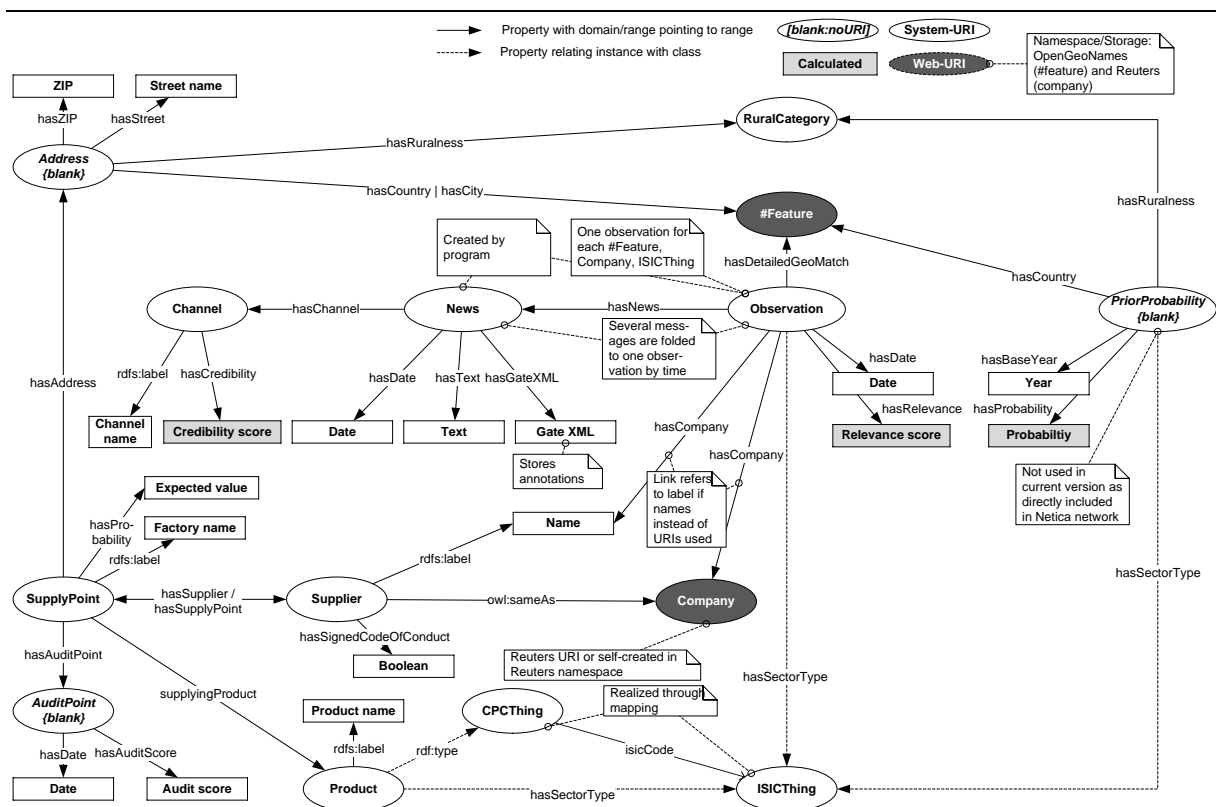 Property with domain/range pointing to range
[blank:noURI]
System-URI
Property relating instance with class
Calculated
Web-URI
Namespace/Storage:
OpenGeoNames
(#feature) and Reuters
(company)
ZIP
Street name
hasZIP
hasStreet
Address
{blank}
hasRuralness
RuralCategory
hasCountry | hasCity
#Feature
hasRuralness
Created by
program
One observation for
each #Feature,
Company, ISICThing
hasDetailedGeoMatch
hasCountry
Channel
hasChannel
News
hasNews
Observation
PriorProbability
{blank}
Several mess-
ages are folded
to one obser-
vation by time
hasAddress
rdfs:label
hasCredibility
hasDate
hasText
hasGateXML
hasDate
hasBaseYear
Date
Year
hasRelevance
hasProbability
Channel
name
Credibility score
Date
Text
Gate XML
hasCompany
hasCompany
Relevance score
Probabiltiy
Stores
annotations
Link refers
to label if
names
instead of
URIs used
Not used in
current version as
directly included
in Netica network
Expected value
hasPro-
bability
Factory name
rdfs:label
Name
rdfs:label
hasSectorType
SupplyPoint
hasSupplier /
hasSupplyPoint
Supplier
owl:sameAs
Company
hasSignedCodeOfConduct
Boolean
hasAuditPoint
Reuters URI or self-created in
Reuters namespace
hasSectorType
supplyingProduct
AuditPoint
{blank}
Product name
CPCThing
Realized through
mapping
hasDate
hasAuditScore
rdfs:label
rdf:type
isicCode
Date
Audit score
Product
hasSectorType
ISICThing